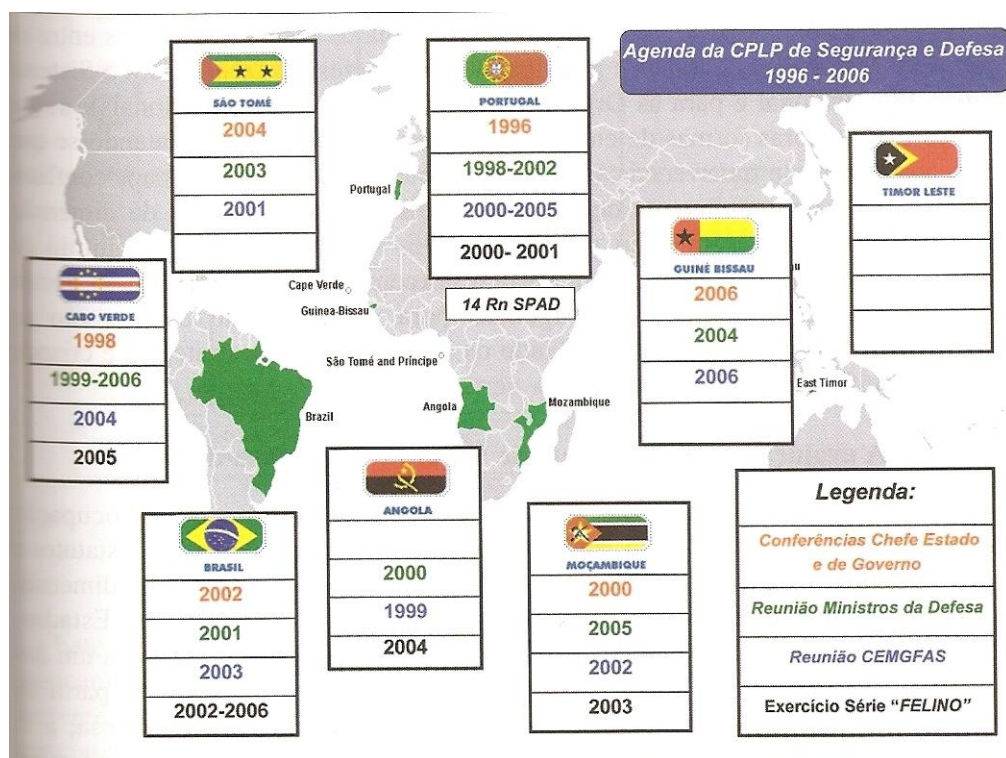 Agenda da CPLP de Segurança e Defesa
1996 - 2006
SÃO TOMÉ
2004
2003
2001
PORTUGAL
1996
1998-2002
2000-2005
2000- 2001
14 Rn SPAD
TIMOR LESTE
GUINÉ BISSAU
2006
2004
2006
CABO VERDE
1998
1999-2006
2004
2005
Portugal
Cape Verde
Guinea-Bissau
São Tomé and Príncipe
Brazil
Angola
Mozambique
East Timor
BRASIL
2002
2001
2003
2002-2006
ANGOLA
2000
1999
2004
MOÇAMBIQUE
2000
2005
2002
2003
Legenda:
Conferências Chefe Estado
e de Governo
Reunião Ministros da Defesa
Reunião CEMGFAS
Exercício Série “FELINO”